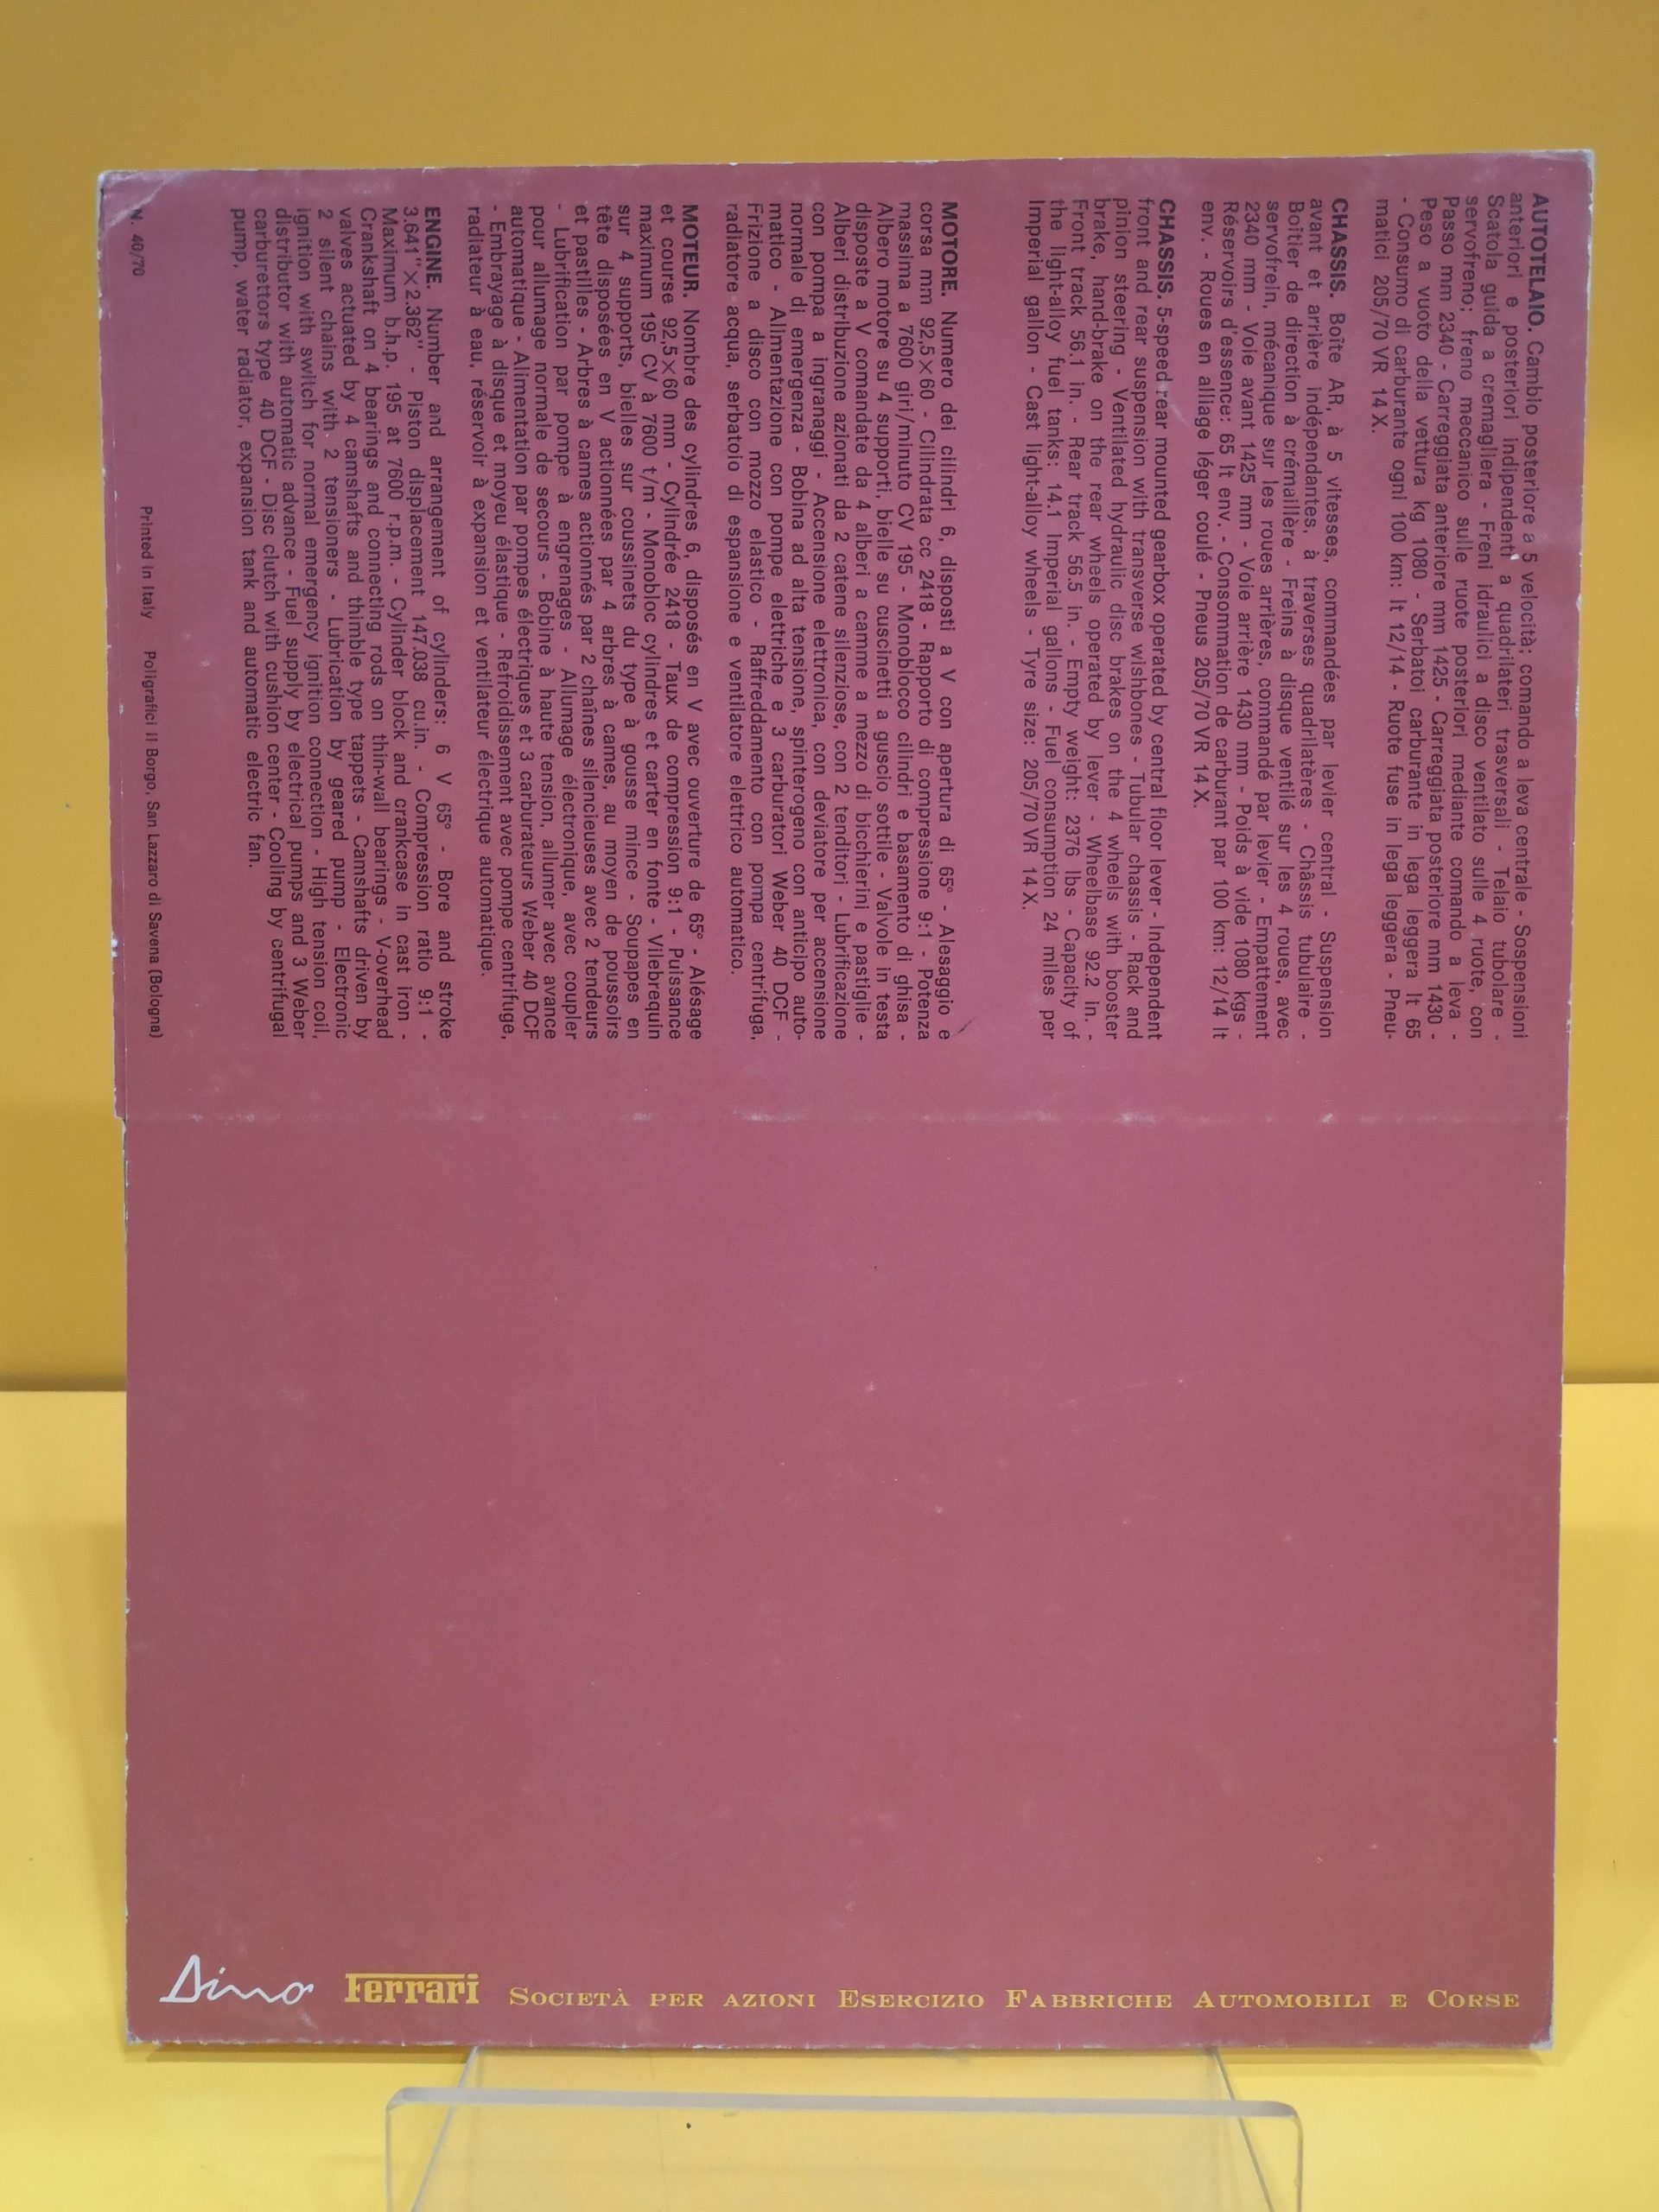 AUTOTELAIO. Cambio posteriore a 5 velocità; comando a leva centrale - Sospensioni
anteriori e posteriori indipendenti a quadrilateri trasversali - Telaio tubolare -
Scatola guida a cremagliera - Freni idraulici a disco ventilato sulle 4 ruote, con
servofreno; freno meccanico sulle ruote posteriori mediante comando a leva -
Passo mm 2340 - Carreggiata anteriore mm 1425 - Carreggiata posteriore mm 1430 -
Peso a vuoto della vettura kg 1080 - Serbatoi carburante in lega leggera lt 65
- Consumo di carburante ogni 100 km: lt 12/14 - Ruote fuse in lega leggera - Pneu-
matici 205/70 VR 14 X.
CHASSIS. Boîte AR, à 5 vitesses, commandées par levier central - Suspension
avant et arrière indépendantes, à traverses quadrilatères - Châssis tubulaire -
Boîtier de direction à crémaillère - Freins à disque ventilé sur les 4 roues, avec
servofrein, mécanique sur les roues arrières, commandé par levier - Empattement
2340 mm - Voie avant 1425 mm - Voie arrière 1430 mm - Poids à vide 1080 kgs -
Réservoirs d'essence: 65 lt env. - Consommation de carburant par 100 km: 12/14 lt
env. - Roues en alliage léger coulé - Pneus 205/70 VR 14 X.
CHASSIS. 5-speed rear mounted gearbox operated by central floor lever - Independent
front and rear suspension with transverse wishbones - Tubular chassis - Rack and
pinion steering - Ventilated hydraulic disc brakes on the 4 wheels with booster
brake, hand-brake on the rear wheels operated by lever - Wheelbase 92.2 in. -
Front track 56.1 in. - Rear track 56.5 in. - Empty weight: 2376 lbs - Capacity of
the light-alloy fuel tanks: 14.1 Imperial gallons - Fuel consumption 24 miles per
Imperial gallon - Cast light-alloy wheels - Tyre size: 205/70 VR 14 X.
MOTORE. Numero dei cilindri 6, disposti a V con apertura di 65° - Alesaggio e
corsa mm 92,5×60 - Cilindrata cc 2418 - Rapporto di compressione 9:1 - Potenza
massima a 7600 giri/minuto CV 195 - Monoblocco cilindri e basamento di ghisa -
Albero motore su 4 supporti, bielle su cuscinetti a guscio sottile - Valvole in testa
disposte a V comandate da 4 alberi a camme a mezzo di bicchierini e pastiglie -
Alberi distribuzione azionati da 2 catene silenziose, con 2 tenditori - Lubrificazione
con pompa a ingranaggi - Accensione elettronica, con deviatore per accensione
normale di emergenza - Bobina ad alta tensione, spinterogeno con anticipo auto-
matico - Alimentazione con pompe elettriche e 3 carburatori Weber 40 DCF -
Frizione a disco con mozzo elastico - Raffreddamento con pompa centrifuga,
radiatore acqua, serbatoio di espansione e ventilatore elettrico automatico.
MOTEUR. Nombre des cylindres 6, disposés en V avec ouverture de 65° - Alésage
et course 92,5×60 mm - Cylindrée 2418 - Taux de compression 9:1 - Puissance
maximum 195 CV à 7600 t/m - Monobloc cylindres et carter en fonte - Vilebrequin
sur 4 supports, bielles sur coussinets du type à gousse mince - Soupapes en
tête disposées en V actionnées par 4 arbres à cames, au moyen de poussoirs
et pastilles - Arbres à cames actionnés par 2 chaînes silencieuses avec 2 tendeurs
- Lubrification par pompe à engrenages - Allumage électronique, avec coupler
pour allumage normale de secours - Bobine à haute tension, allumer avec avance
automatique - Alimentation par pompes électriques et 3 carburateurs Weber 40 DCF
- Embrayage à disque et moyeu élastique - Refroidissement avec pompe centrifuge,
radiateur à eau, réservoir à expansion et ventilateur électrique automatique.
ENGINE. Number and arrangement of cylinders: 6 V 65° - Bore and stroke
3.641"×2.362" - Piston displacement 147.038 cu.in. - Compression ratio 9:1 -
Maximum b.h.p. 195 at 7600 r.p.m. - Cylinder block and crankcase in cast iron -
Crankshaft on 4 bearings and connecting rods on thin-wall bearings - V-overhead
valves actuated by 4 camshafts and thimble type tappets - Camshafts driven by
2 silent chains with 2 tensioners - Lubrication by geared pump - Electronic
ignition with switch for normal emergency ignition connection - High tension coil,
distributor with automatic advance - Fuel supply by electrical pumps and 3 Weber
carburettors type 40 DCF - Disc clutch with cushion center - Cooling by centrifugal
pump, water radiator, expansion tank and automatic electric fan.
N. 40/70 Printed in Italy Poligrafici il Borgo, San Lazzaro di Savena (Bologna)
Dino Ferrari SOCIETÀ PER AZIONI ESERCIZIO FABBRICHE AUTOMOBILI E CORSE